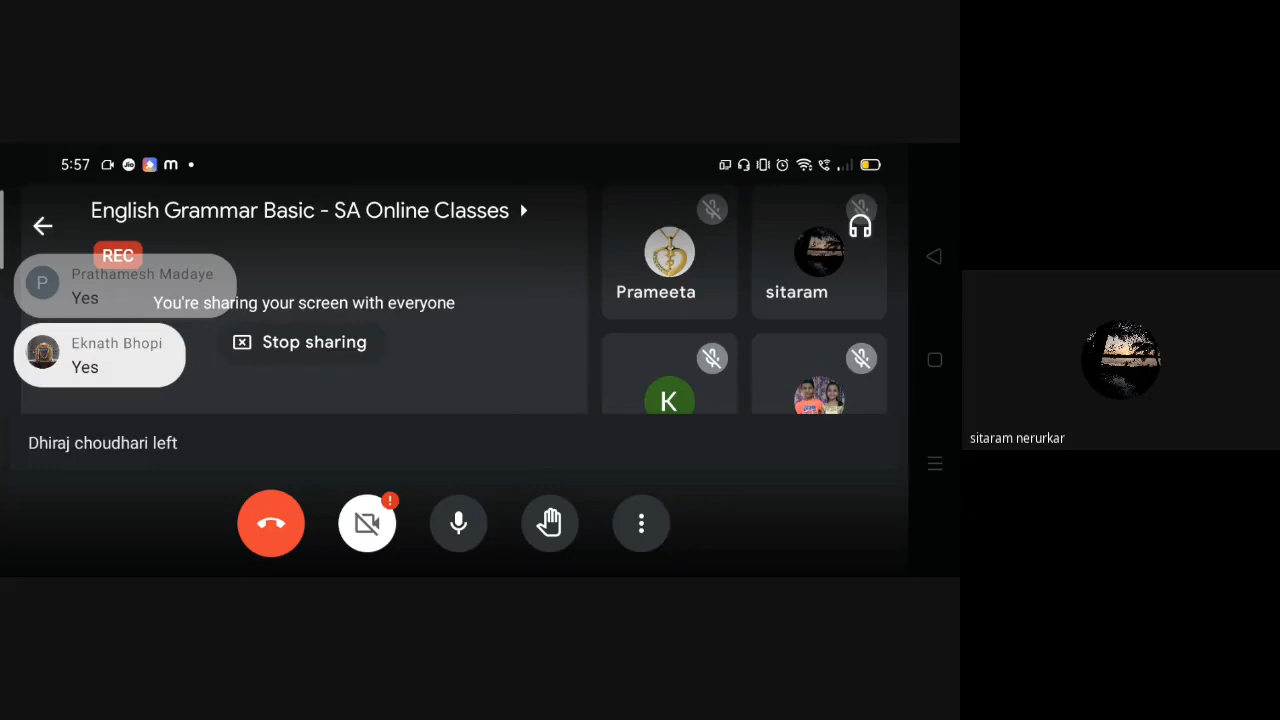 5:57
Jio
m
English Grammar Basic - SA Online Classes
REC
P
Prathamesh Madaye
Yes
You're sharing your screen with everyone
Eknath Bhopi
Yes
Stop sharing
Prameeta
sitaram
K
Dhiraj choudhari left
!
sitaram nerurkar